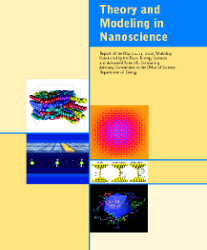 Theory and
Modeling in
Nanoscience
Report of the May 10–11, 2002, Workshop
Conducted by the Basic Energy Sciences
and Advanced Scientific Computing
Advisory Committees to the Office of Science,
Department of Energy